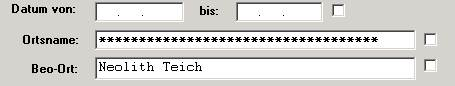 Datum von: . . bis: . .
Ortsname: ***********************************
Beo-Ort: Neolith Teich